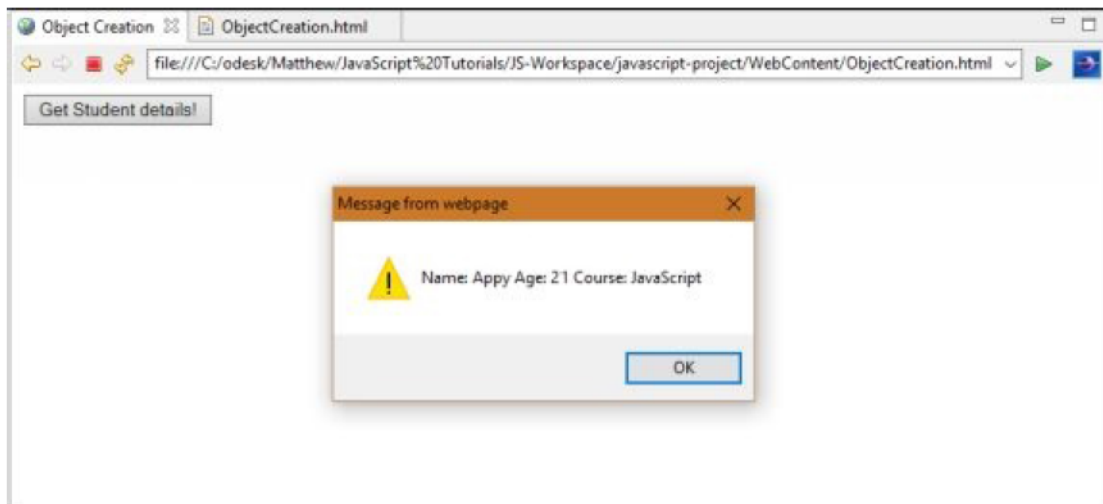 Object Creation
ObjectCreation.html
file:///C:/odesk/Matthew/JavaScript%20Tutorials/JS-Workspace/javascript-project/WebContent/ObjectCreation.html
Get Student details!
Message from webpage
Name: Appy Age: 21 Course: JavaScript
OK